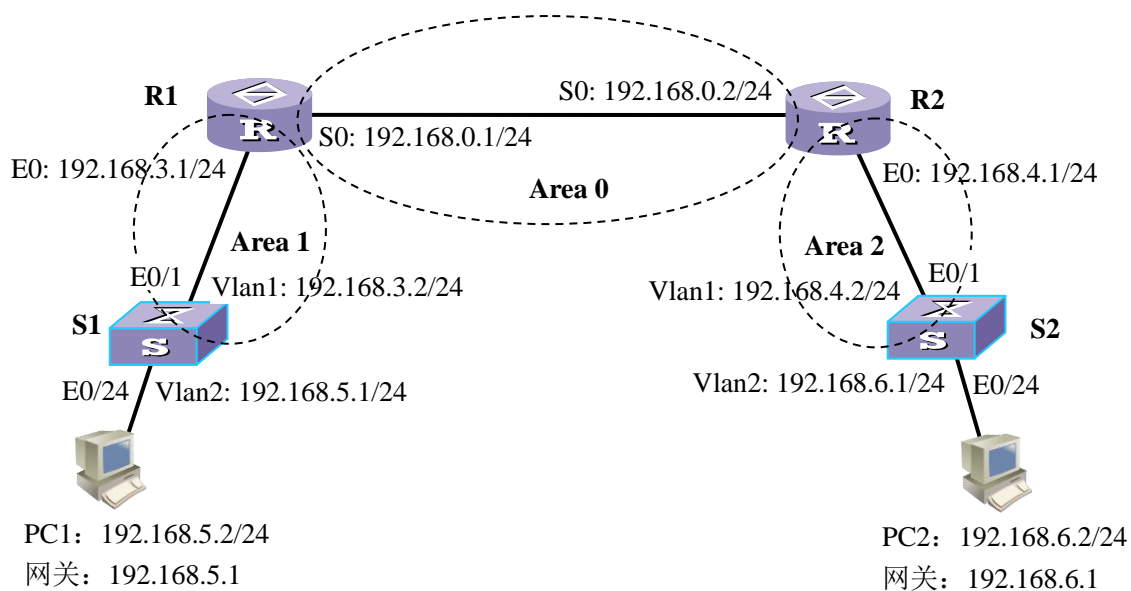 R1
R
S0: 192.168.0.2/24
R2
R
S0: 192.168.0.1/24
E0: 192.168.3.1/24
E0: 192.168.4.1/24
Area 0
Area 1
Area 2
E0/1
Vlan1: 192.168.3.2/24
Vlan1: 192.168.4.2/24
E0/1
S1
S
S2
S
E0/24
Vlan2: 192.168.5.1/24
Vlan2: 192.168.6.1/24
E0/24
PC1：192.168.5.2/24
网关：192.168.5.1
PC2：192.168.6.2/24
网关：192.168.6.1